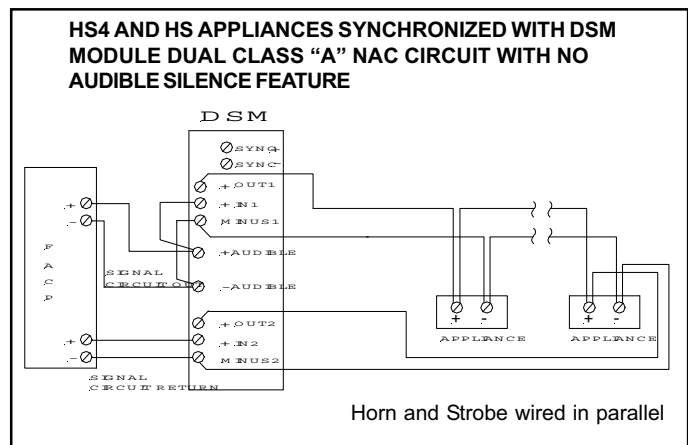 HS4 AND HS APPLIANCES SYNCHRONIZED WITH DSM
MODULE DUAL CLASS “A” NAC CIRCUIT WITH NO
AUDIBLE SILENCE FEATURE
DSM
SYNC+
SYNC-
+OUT1
+IN1
MINUS1
+AUDIBLE
-AUDIBLE
+OUT2
+IN2
MINUS2
+
-
FACP
+
-
SIGNAL
CIRCUIT OUT
SIGNAL
CIRCUIT RETURN
+ -
APPLIANCE
+ -
APPLIANCE
Horn and Strobe wired in parallel